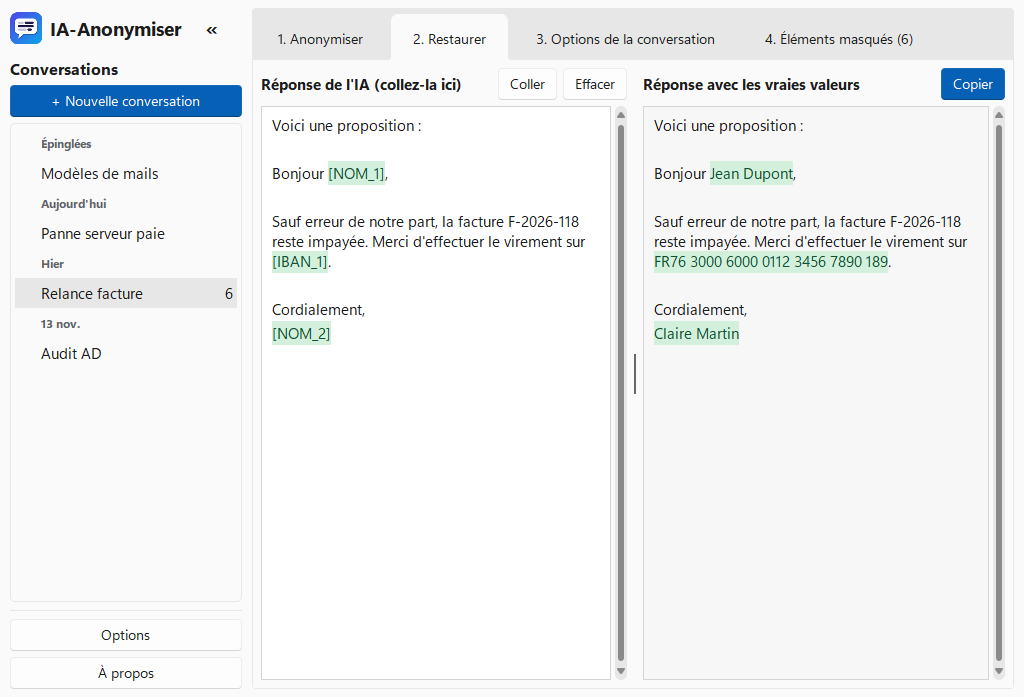 IA-Anonymiser «
Conversations
+ Nouvelle conversation
Épinglées
Modèles de mails
Aujourd'hui
Panne serveur paie
Hier
Relance facture 6
13 nov.
Audit AD
Options
À propos
1. Anonymiser 2. Restaurer 3. Options de la conversation 4. Éléments masqués (6)
Réponse de l'IA (collez-la ici) Coller Effacer
Voici une proposition :
Bonjour [NOM_1],
Sauf erreur de notre part, la facture F-2026-118
reste impayée. Merci d'effectuer le virement sur
[IBAN_1].
Cordialement,
[NOM_2]
Réponse avec les vraies valeurs Copier
Voici une proposition :
Bonjour Jean Dupont,
Sauf erreur de notre part, la facture F-2026-118
reste impayée. Merci d'effectuer le virement sur
FR76 3000 6000 0112 3456 7890 189.
Cordialement,
Claire Martin